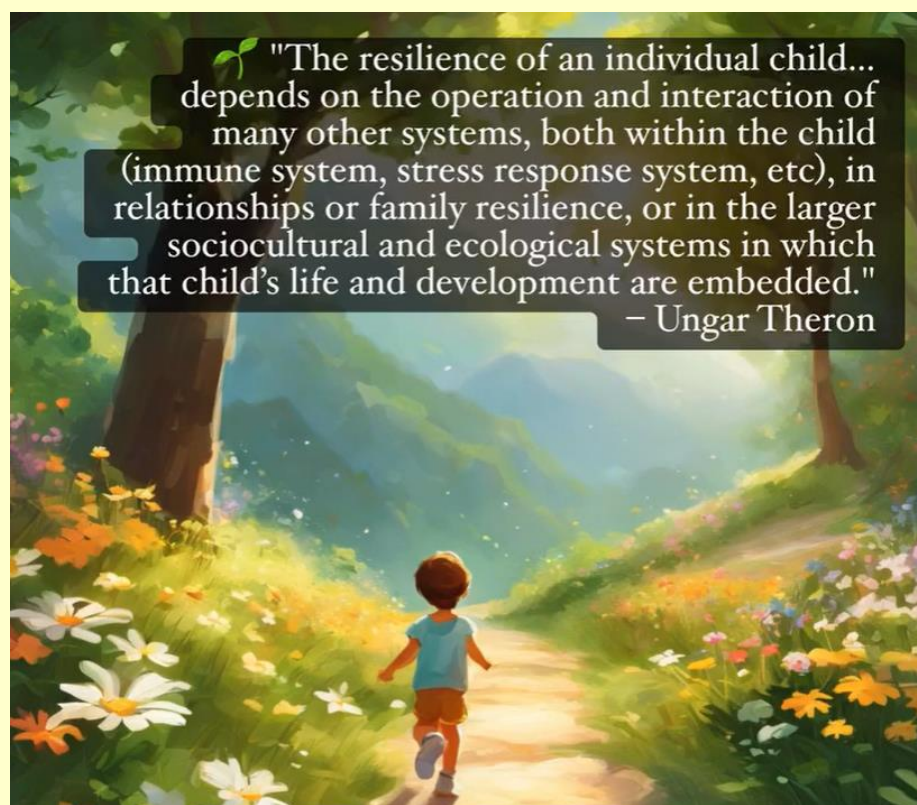 🌱 "The resilience of an individual child...
depends on the operation and interaction of
many other systems, both within the child
(immune system, stress response system, etc), in
relationships or family resilience, or in the larger
sociocultural and ecological systems in which
that child’s life and development are embedded."
– Ungar Theron